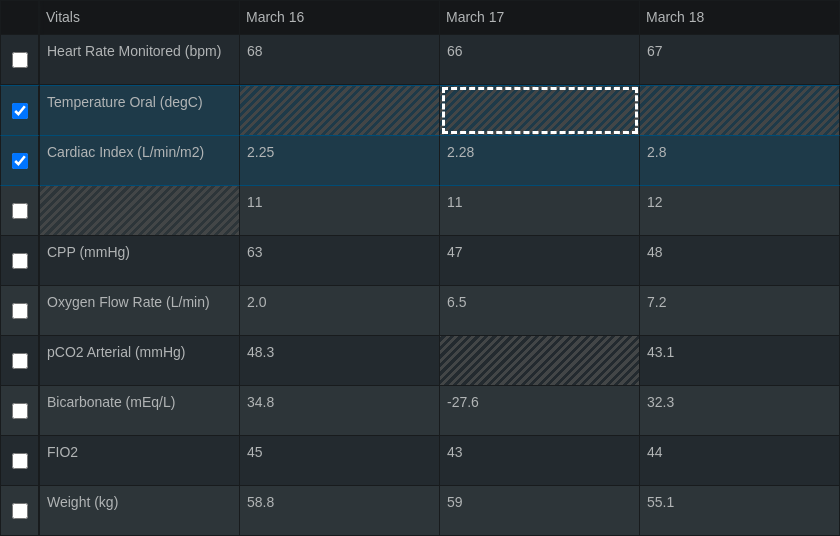 Vitals March 16 March 17 March 18
Heart Rate Monitored (bpm) 68 66 67
Temperature Oral (degC)
Cardiac Index (L/min/m2) 2.25 2.28 2.8
11 11 12
CPP (mmHg) 63 47 48
Oxygen Flow Rate (L/min) 2.0 6.5 7.2
pCO2 Arterial (mmHg) 48.3 43.1
Bicarbonate (mEq/L) 34.8 -27.6 32.3
FIO2 45 43 44
Weight (kg) 58.8 59 55.1